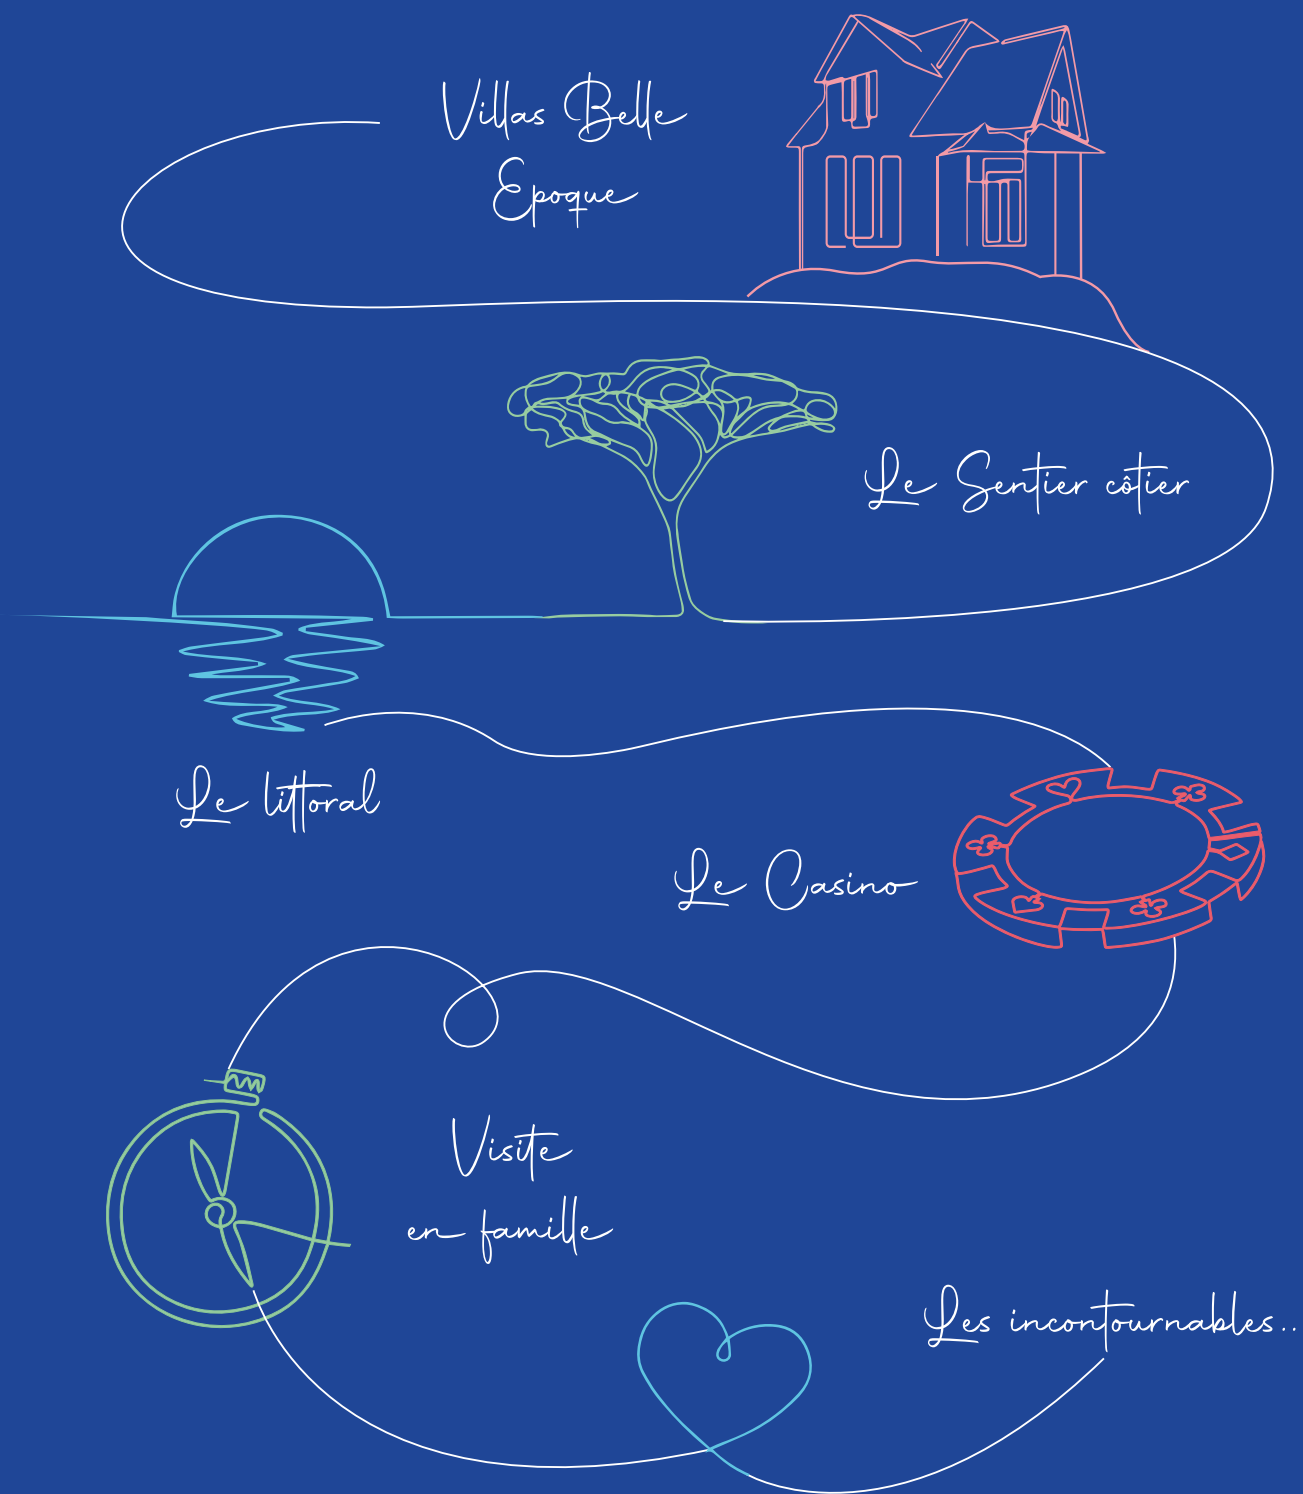 Villas Belle
Epoque
Le Sentier côtier
Le littoral
Le Casino
Visite
en famille
Les incontournables..